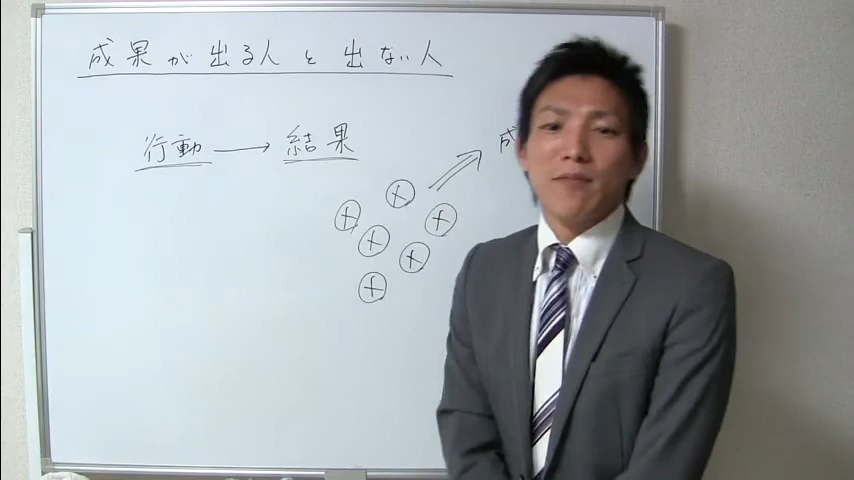 成果が出る人と出ない人
行動 → 結果
成
+ + + + + +